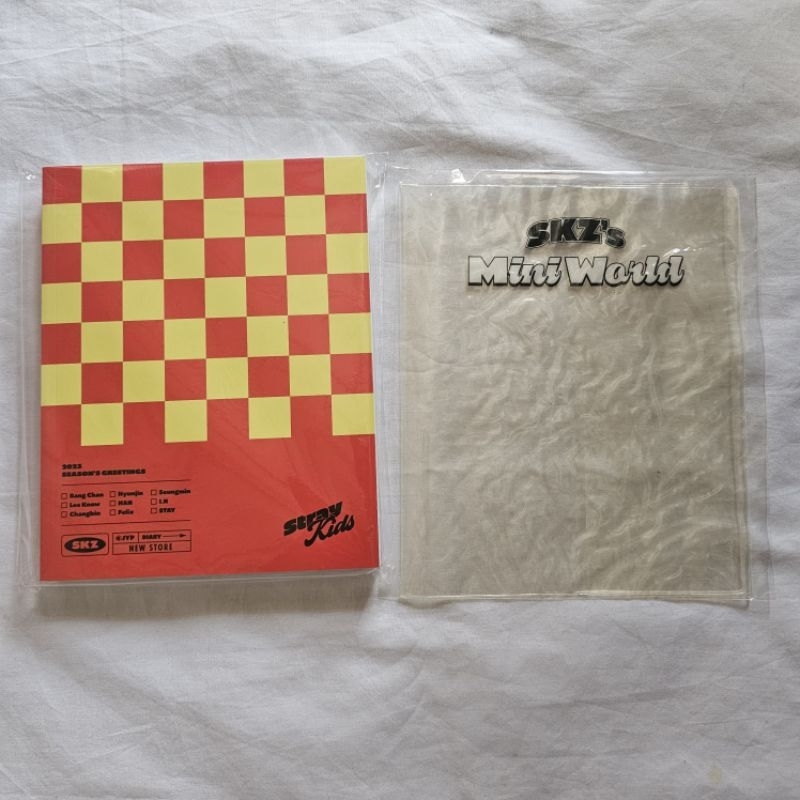 2023
SEASON'S GREETINGS
Bang Chan Hyunjin Seungmin
Lee Know HAN I.N
Changbin Felix STAY
SKZ
©JYP DIARY
NEW STORE
Stray
Kids
SKZ's
Mini World